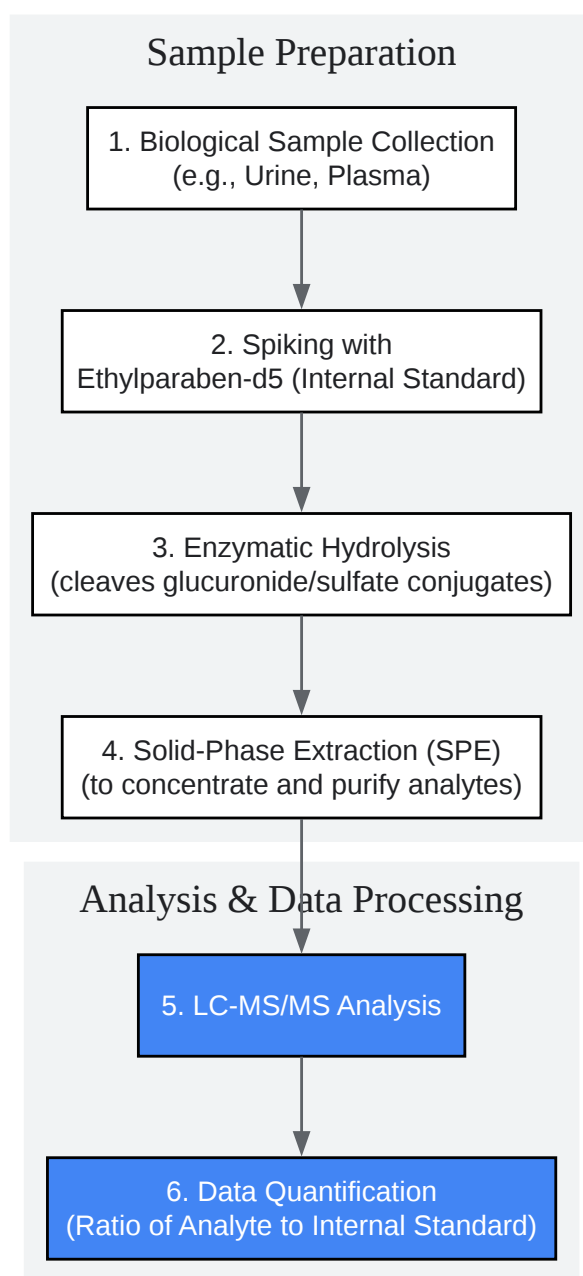 Sample Preparation
1. Biological Sample Collection
(e.g., Urine, Plasma)
2. Spiking with
Ethylparaben-d5 (Internal Standard)
3. Enzymatic Hydrolysis
(cleaves glucuronide/sulfate conjugates)
4. Solid-Phase Extraction (SPE)
(to concentrate and purify analytes)
Analysis & Data Processing
5. LC-MS/MS Analysis
6. Data Quantification
(Ratio of Analyte to Internal Standard)